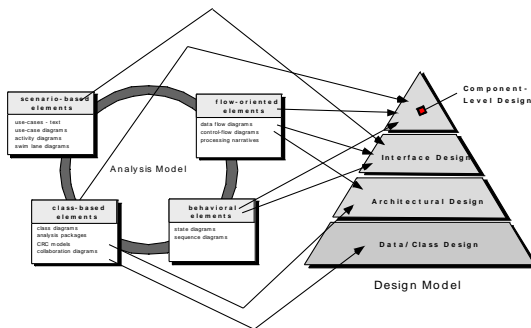 scenario-based
elements
use-cases - text
use-case diagrams
activity diagrams
swim lane diagrams
flow-oriented
elements
data flow diagrams
control-flow diagrams
processing narratives
Analysis Model
class-based
elements
class diagrams
analysis packages
CRC models
collaboration diagrams
behavioral
elements
state diagrams
sequence diagrams
Component-
Level Design
Interface Design
Architectural Design
Data/Class Design
Design Model